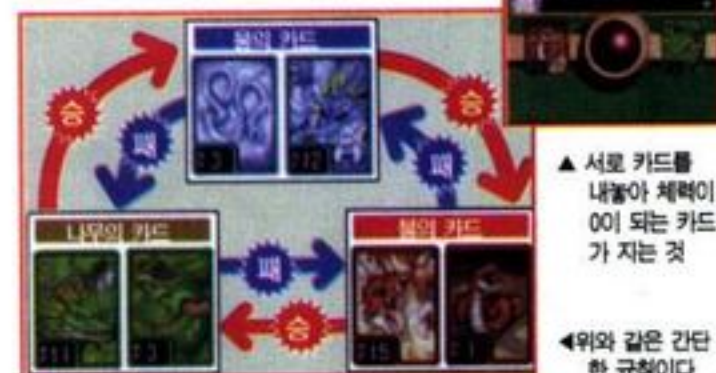 물의 카드
승
승
패
패
나무의 카드
불의 카드
패
승
▲ 서로 카드를
내놓아 체력이
0이 되는 카드
가 지는 것
◀위와 같은 간단
한 규칙이다